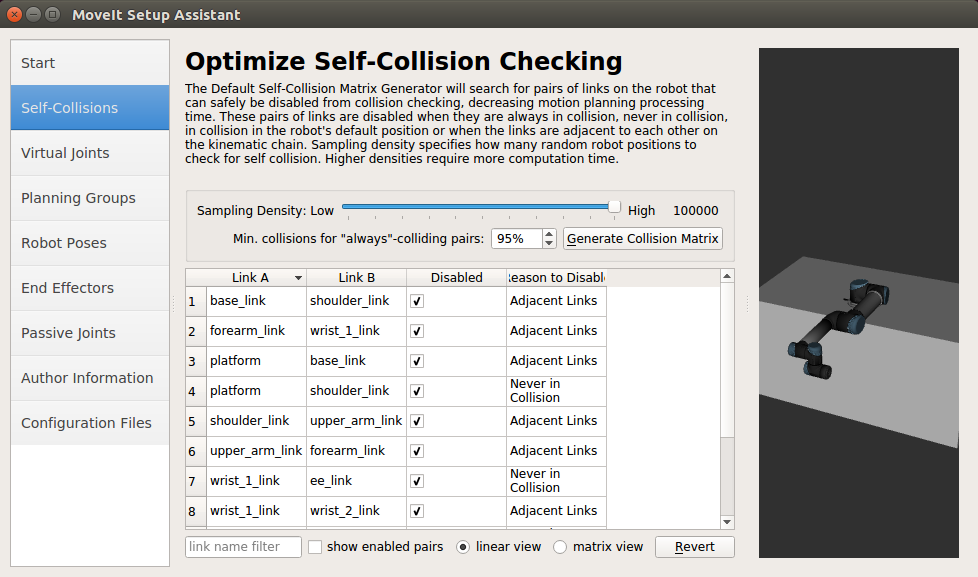 MoveIt Setup Assistant
Start
Self-Collisions
Virtual Joints
Planning Groups
Robot Poses
End Effectors
Passive Joints
Author Information
Configuration Files
Optimize Self-Collision Checking
The Default Self-Collision Matrix Generator will search for pairs of links on the robot that
can safely be disabled from collision checking, decreasing motion planning processing
time. These pairs of links are disabled when they are always in collision, never in collision,
in collision in the robot's default position or when the links are adjacent to each other on
the kinematic chain. Sampling density specifies how many random robot positions to
check for self collision. Higher densities require more computation time.
Sampling Density: Low High 100000
Min. collisions for "always"-colliding pairs: 95% Generate Collision Matrix
Link A Link B Disabled Reason to Disable
1 base_link shoulder_link Adjacent Links
2 forearm_link wrist_1_link Adjacent Links
3 platform base_link Adjacent Links
4 platform shoulder_link Never in
Collision
5 shoulder_link upper_arm_link Adjacent Links
6 upper_arm_link forearm_link Adjacent Links
7 wrist_1_link ee_link Never in
Collision
8 wrist_1_link wrist_2_link Adjacent Links
link name filter show enabled pairs linear view matrix view Revert